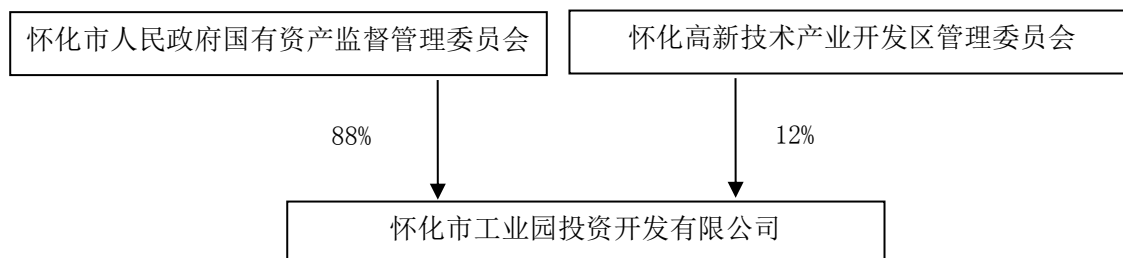 怀化市人民政府国有资产监督管理委员会
怀化高新技术产业开发区管理委员会
88%
12%
怀化市工业园投资开发有限公司